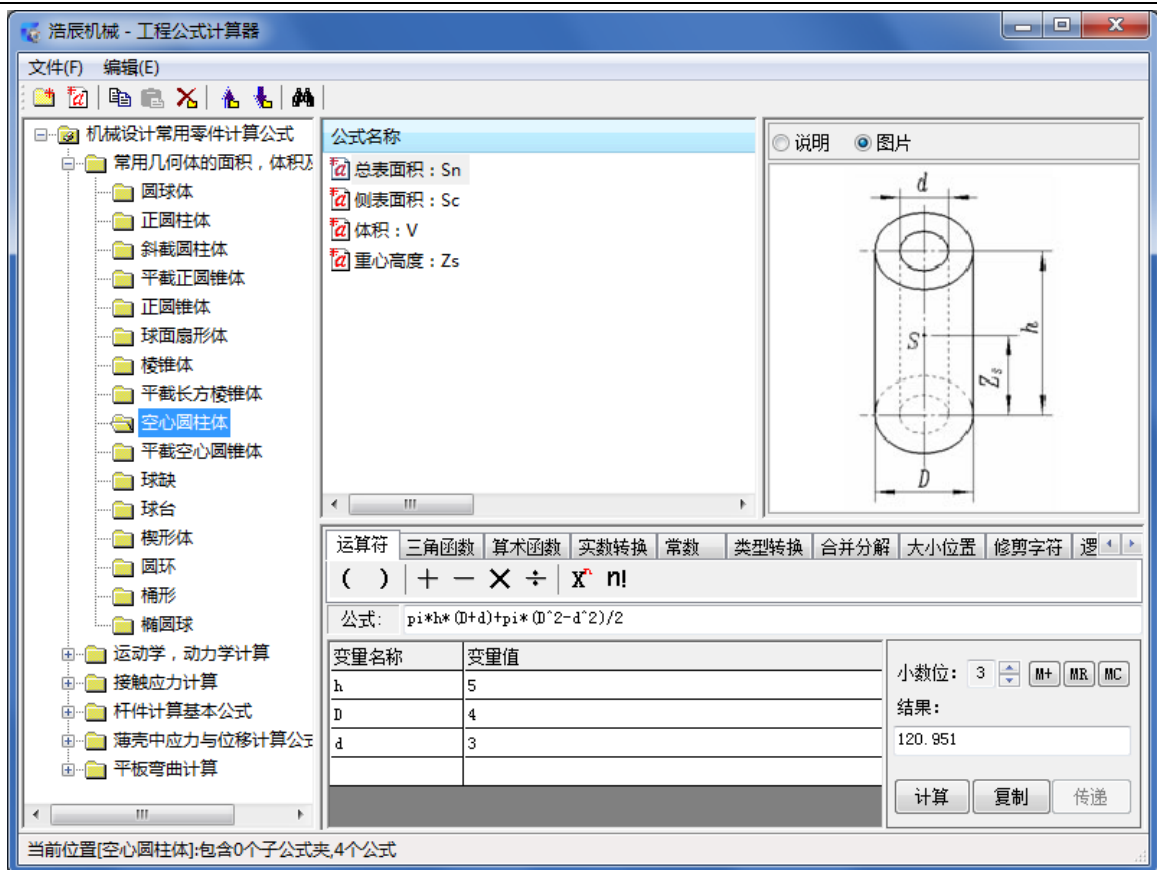 浩辰机械 - 工程公式计算器
文件(F) 编辑(E)
机械设计常用零件计算公式
常用几何体的面积，体积及
圆球体
正圆柱体
斜截圆柱体
平截正圆锥体
正圆锥体
球面扇形体
棱锥体
平截长方棱锥体
空心圆柱体
平截空心圆锥体
球缺
球台
楔形体
圆环
桶形
椭圆球
运动学，动力学计算
接触应力计算
杆件计算基本公式
薄壳中应力与位移计算公式
平板弯曲计算
公式名称
总表面积：Sn
侧表面积：Sc
体积：V
重心高度：Zs
说明 图片
d
h
S
Zs
D
运算符 三角函数 算术函数 实数转换 常数 类型转换 合并分解 大小位置 修剪字符 逻
( ) + － × ÷ Xⁿ n!
公式: pi*h*(D+d)+pi*(D^2-d^2)/2
变量名称 变量值
h 5
D 4
d 3
小数位: 3 M+ MR MC
结果:
120.951
计算 复制 传递
当前位置[空心圆柱体]:包含0个子公式夹,4个公式